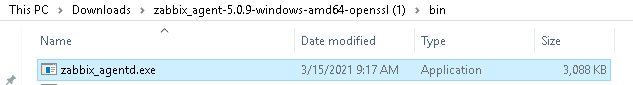 This PC > Downloads > zabbix_agent-5.0.9-windows-amd64-openssl (1) > bin
Name Date modified Type Size
zabbix_agentd.exe 3/15/2021 9:17 AM Application 3,088 KB